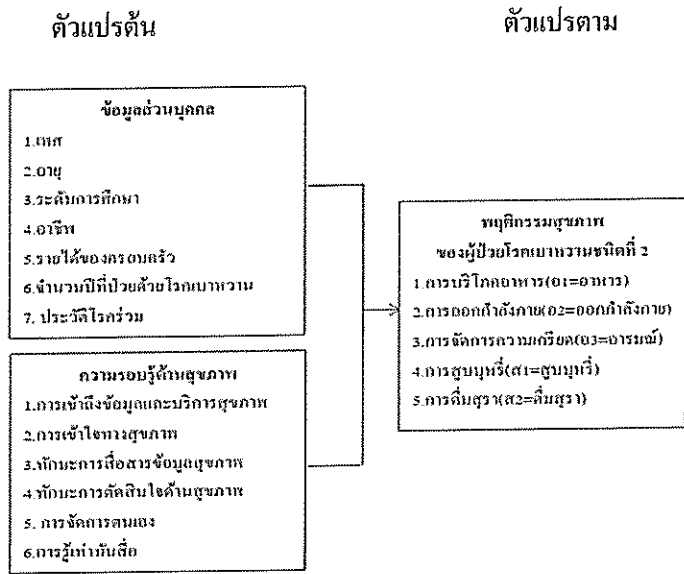 ตัวแปรต้น
ตัวแปรตาม
ข้อมูลส่วนบุคคล
1.เพศ
2.อายุ
3.ระดับการศึกษา
4.อาชีพ
5.รายได้ของครอบครัว
6.จำนวนปีที่ป่วยด้วยโรคเบาหวาน
7. ประวัติโรคร่วม
ความรอบรู้ด้านสุขภาพ
1.การเข้าถึงข้อมูลและบริการสุขภาพ
2.การเข้าใจทางสุขภาพ
3.ทักษะการสื่อสารข้อมูลสุขภาพ
4.ทักษะการตัดสินใจด้านสุขภาพ
5. การจัดการตนเอง
6.การรู้เท่าทันสื่อ
พฤติกรรมสุขภาพ
ของผู้ป่วยโรคเบาหวานชนิดที่ 2
1.การบริโภคอาหาร(อ1=อาหาร)
2.การออกกำลังกาย(อ2=ออกกำลังกาย)
3.การจัดการความเครียด(อ3=อารมณ์)
4.การสูบบุหรี่(ส1=สูบบุหรี่)
5.การดื่มสุรา(ส2=ดื่มสุรา)